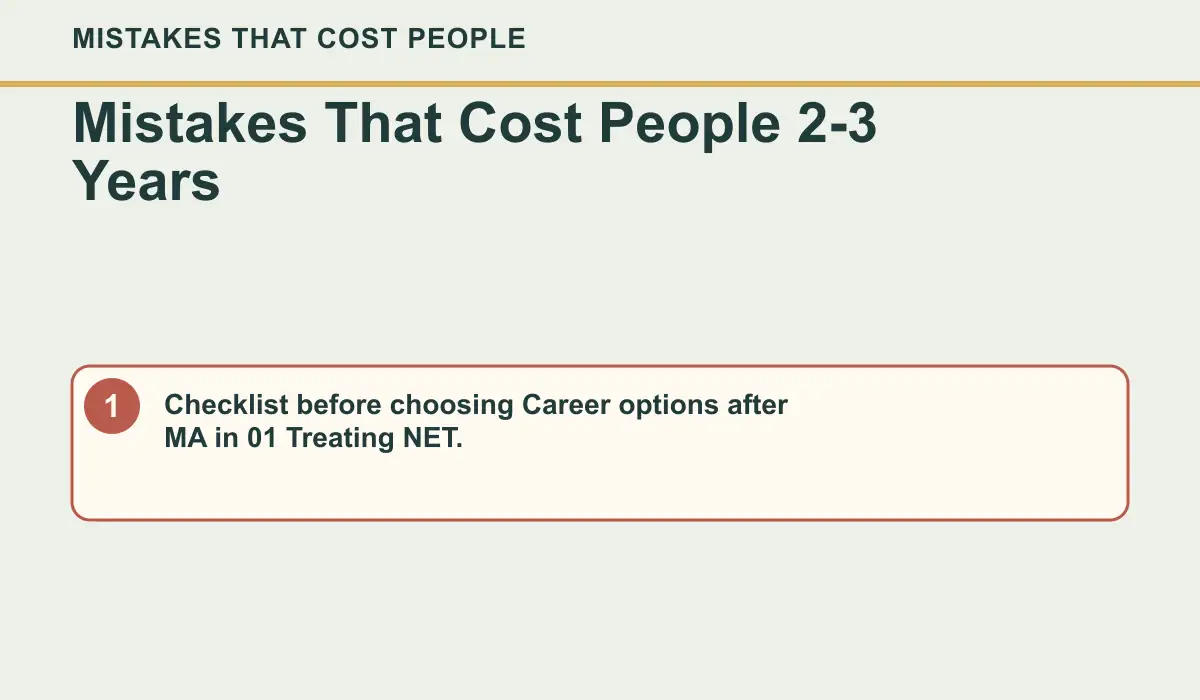 MISTAKES THAT COST PEOPLE
Mistakes That Cost People 2-3
Years
1
Checklist before choosing Career options after
MA in 01 Treating NET.